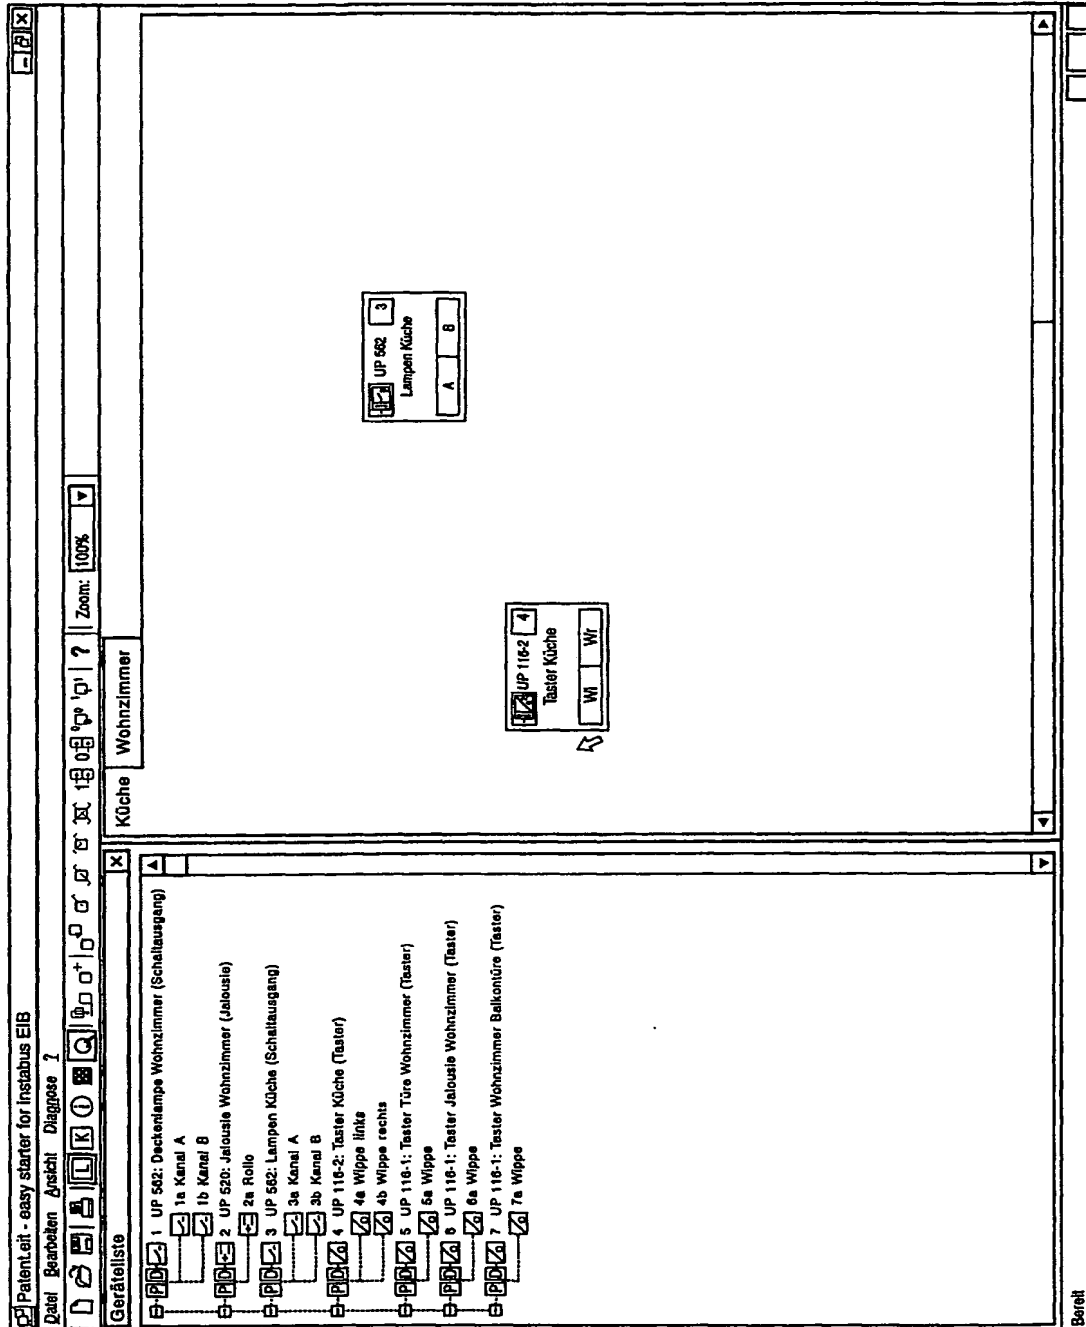 Patent.eit - easy starter for instabus EIB
Datei Bearbeiten Ansicht Diagnose ?
L K ? Zoom: 100%
Geräteliste
P D 1 UP 562: Deckenlampe Wohnzimmer (Schaltausgang)
1a Kanal A
1b Kanal B
P D 2 UP 520: Jalousie Wohnzimmer (Jalousie)
2a Rollo
P D 3 UP 562: Lampen Küche (Schaltausgang)
3a Kanal A
3b Kanal B
P D 4 UP 116-2: Taster Küche (Taster)
4a Wippe links
4b Wippe rechts
P D 5 UP 116-1: Taster Türe Wohnzimmer (Taster)
5a Wippe
P D 6 UP 116-1: Taster Jalousie Wohnzimmer (Taster)
6a Wippe
P D 7 UP 116-1: Taster Wohnzimmer Balkontüre (Taster)
7a Wippe
Küche Wohnzimmer
UP 116-2 4
Taster Küche
Wl Wr
UP 562 3
Lampen Küche
A B
Bereit